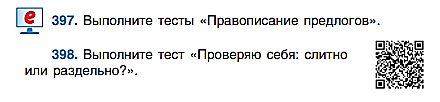 е
397. Выполните тесты «Правописание предлогов».
398. Выполните тест «Проверяю себя: слитно
или раздельно?».